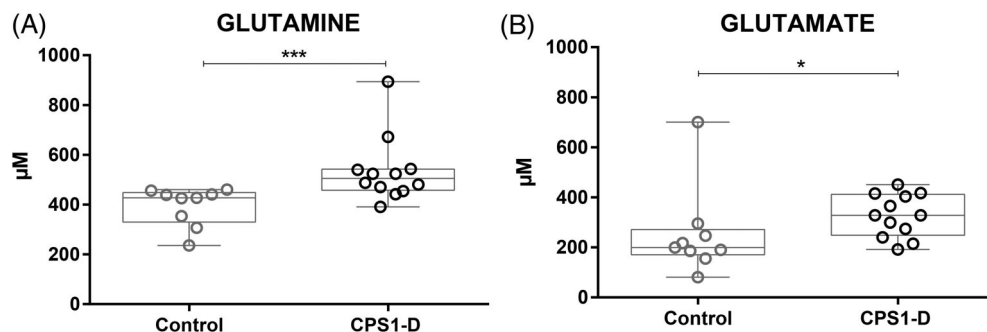 (A)
GLUTAMINE
1000
800
600
400
200
0
µM
***
Control
CPS1-D
(B)
GLUTAMATE
1000
800
600
400
200
0
µM
*
Control
CPS1-D